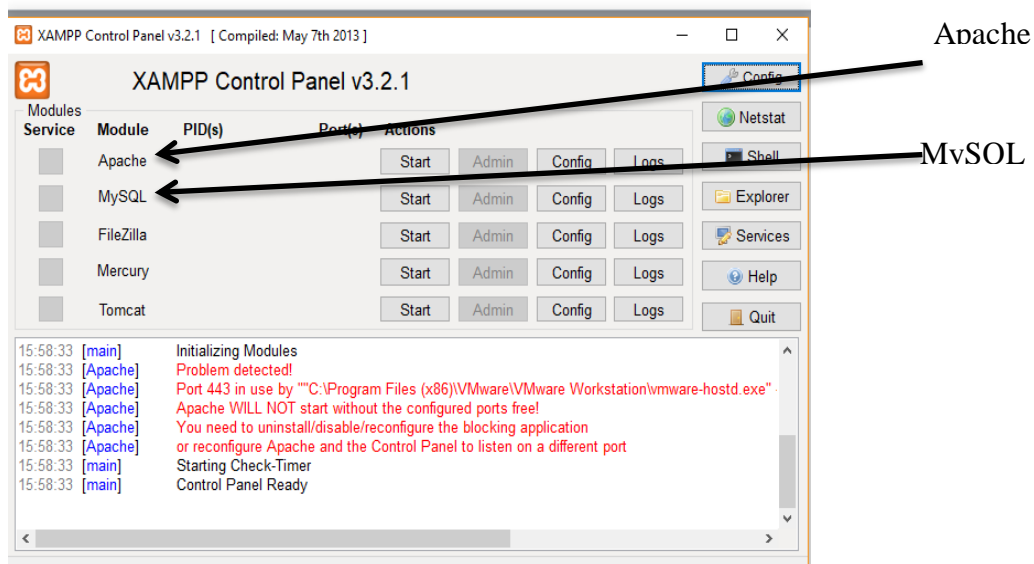 XAMPP Control Panel v3.2.1 [ Compiled: May 7th 2013 ]
Apache
XAMPP Control Panel v3.2.1
Config
Modules
Netstat
Service Module PID(s) Port(s) Actions
Apache Start Admin Config Logs
Shell
MySQL
MySQL Start Admin Config Logs
Explorer
FileZilla Start Admin Config Logs
Services
Mercury Start Admin Config Logs
Help
Tomcat Start Admin Config Logs
Quit
15:58:33 [main] Initializing Modules
15:58:33 [Apache] Problem detected!
15:58:33 [Apache] Port 443 in use by ""C:\Program Files (x86)\VMware\VMware Workstation\vmware-hostd.exe" -
15:58:33 [Apache] Apache WILL NOT start without the configured ports free!
15:58:33 [Apache] You need to uninstall/disable/reconfigure the blocking application
15:58:33 [Apache] or reconfigure Apache and the Control Panel to listen on a different port
15:58:33 [main] Starting Check-Timer
15:58:33 [main] Control Panel Ready